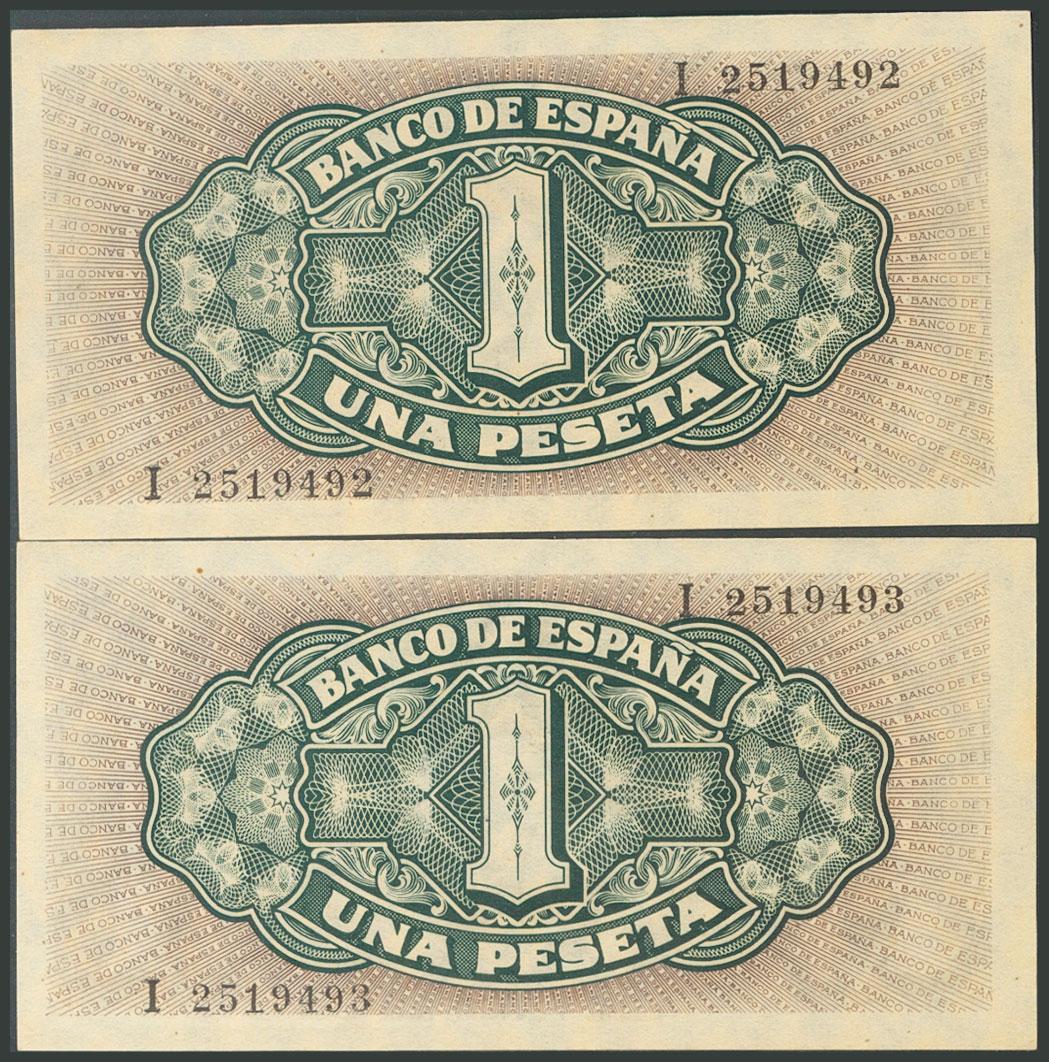 I 2519492
BANCO DE ESPAÑA
1
UNA PESETA
I 2519492
I 2519493
BANCO DE ESPAÑA
1
UNA PESETA
I 2519493